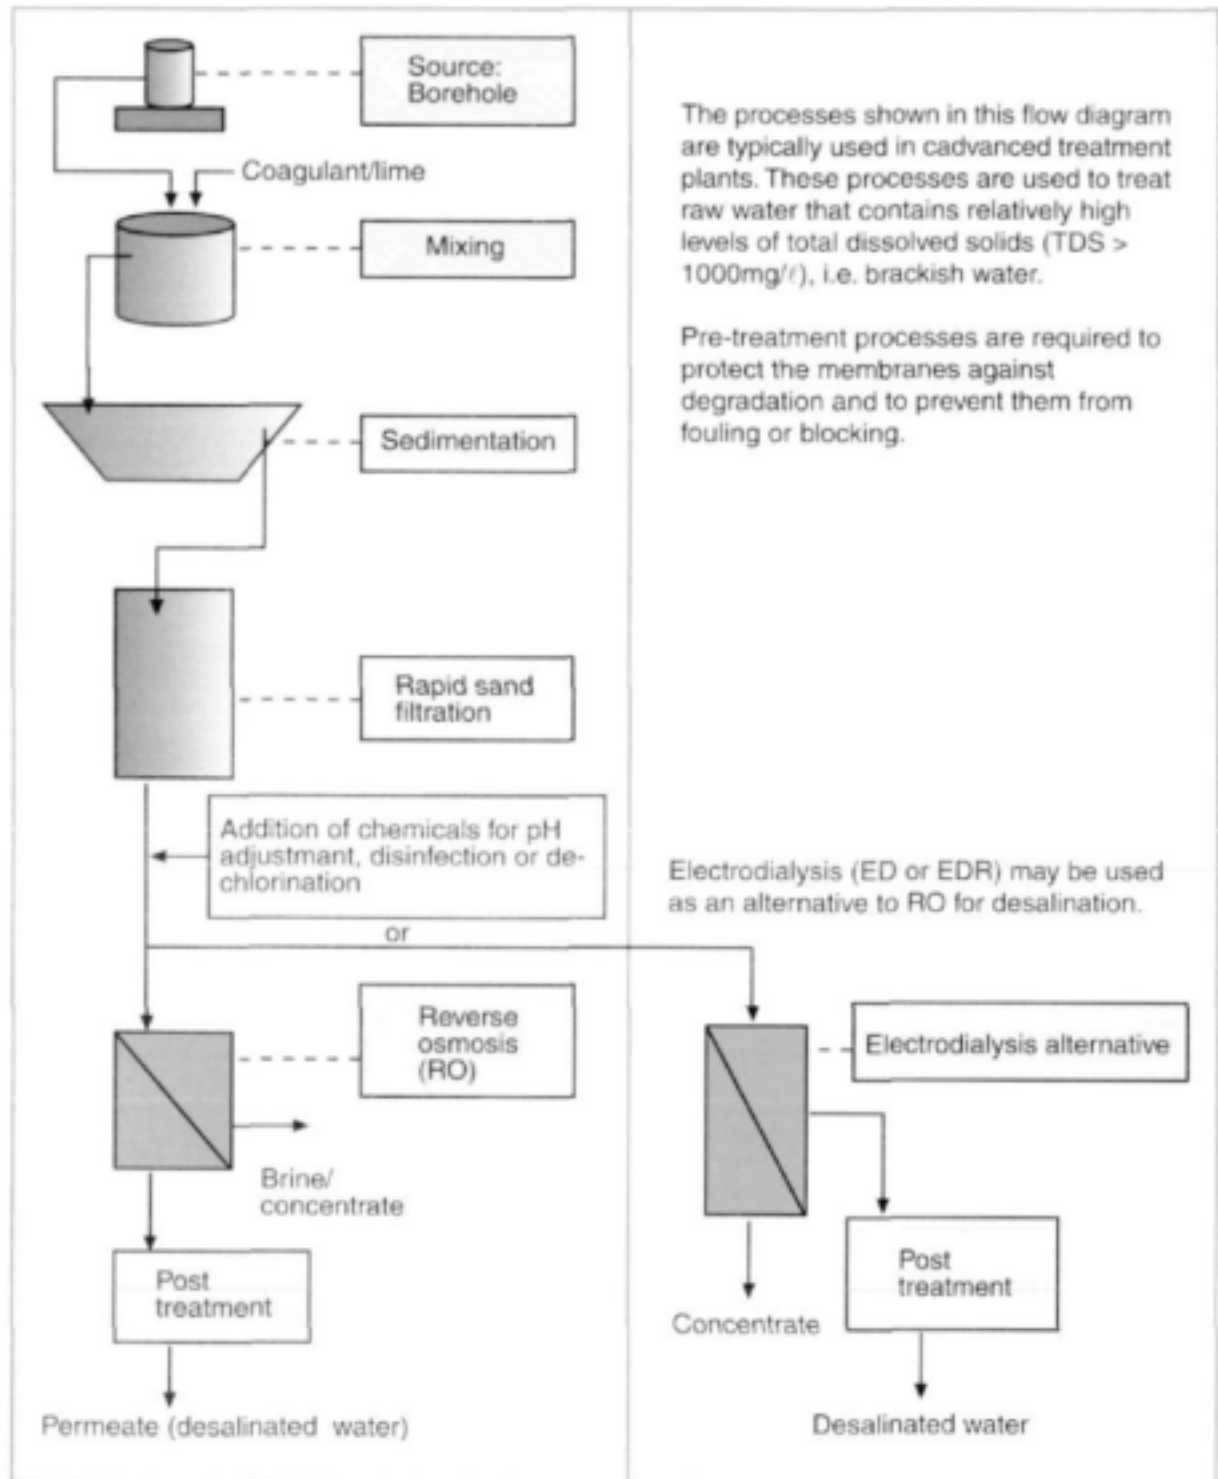 Source:
Borehole
Coagulant/lime
Mixing
Sedimentation
Rapid sand
filtration
Addition of chemicals for pH
adjustmant, disinfection or de-
chlorination
or
Reverse
osmosis
(RO)
Brine/
concentrate
Post
treatment
Permeate (desalinated water)
The processes shown in this flow diagram
are typically used in cadvanced treatment
plants. These processes are used to treat
raw water that contains relatively high
levels of total dissolved solids (TDS >
1000mg/ℓ), i.e. brackish water.
Pre-treatment processes are required to
protect the membranes against
degradation and to prevent them from
fouling or blocking.
Electrodialysis (ED or EDR) may be used
as an alternative to RO for desalination.
Electrodialysis alternative
Concentrate
Post
treatment
Desalinated water